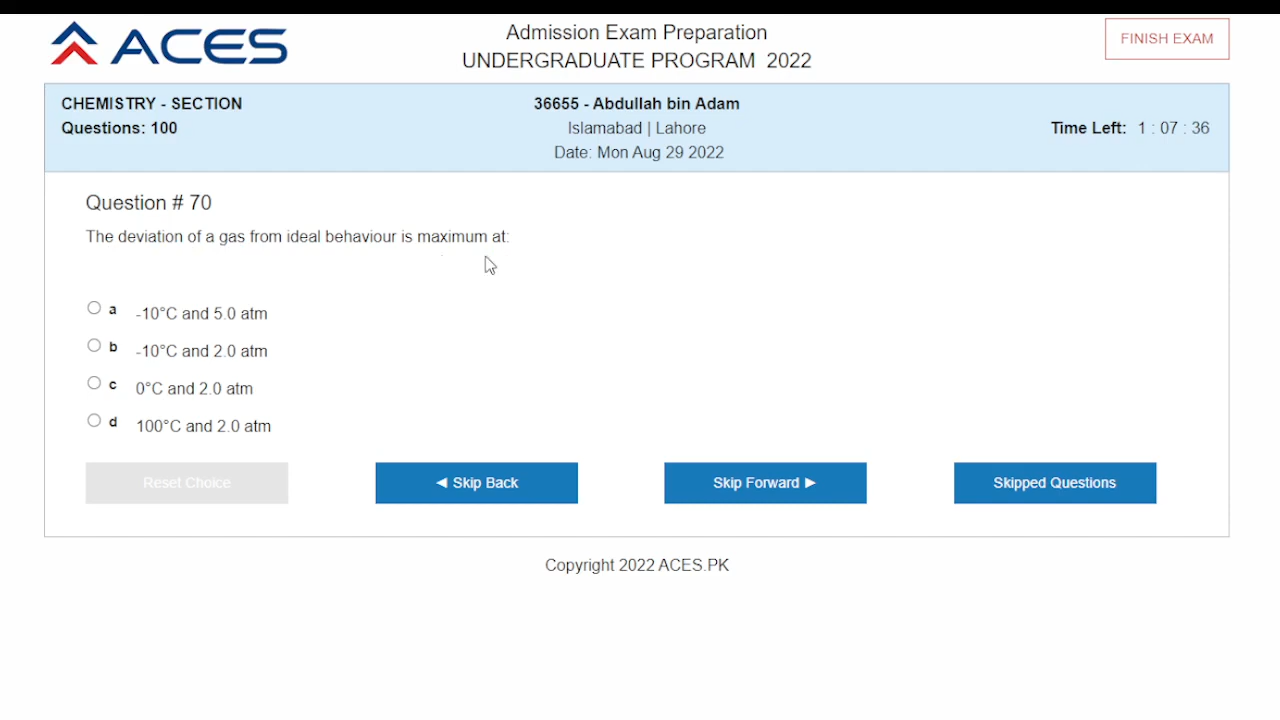 ACES
Admission Exam Preparation
UNDERGRADUATE PROGRAM 2022
FINISH EXAM
CHEMISTRY - SECTION
Questions: 100
36655 - Abdullah bin Adam
Islamabad | Lahore
Date: Mon Aug 29 2022
Time Left: 1 : 07 : 36
Question # 70
The deviation of a gas from ideal behaviour is maximum at:
a -10°C and 5.0 atm
b -10°C and 2.0 atm
c 0°C and 2.0 atm
d 100°C and 2.0 atm
Reset Choice
◄ Skip Back
Skip Forward ►
Skipped Questions
Copyright 2022 ACES.PK